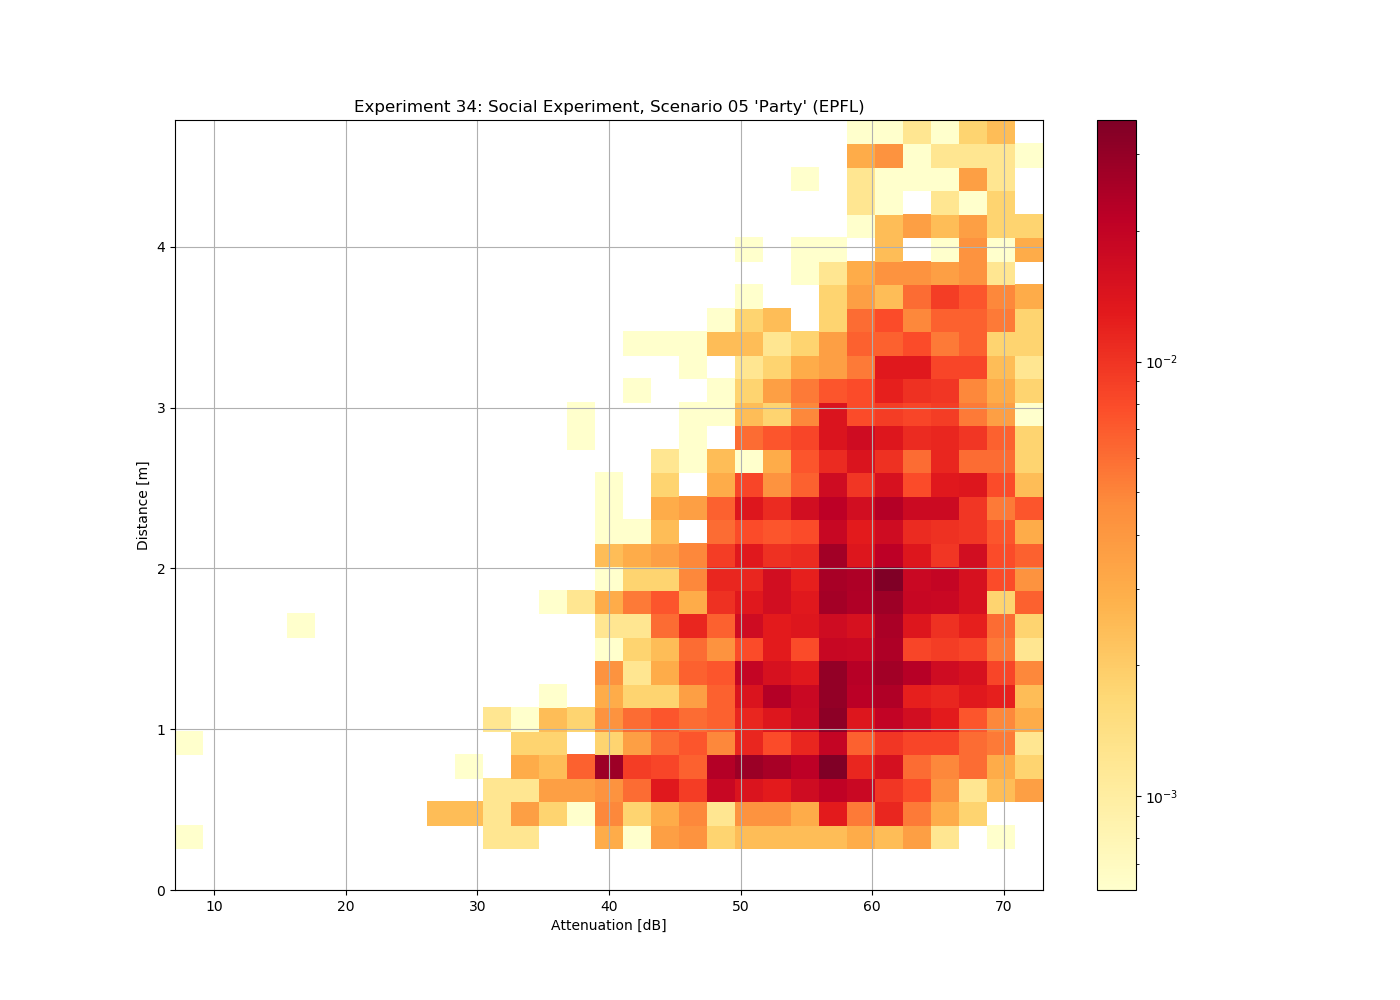 Experiment 34: Social Experiment, Scenario 05 'Party' (EPFL)
4
3
2
1
0
Distance [m]
10 20 30 40 50 60 70
Attenuation [dB]
10⁻²
10⁻³